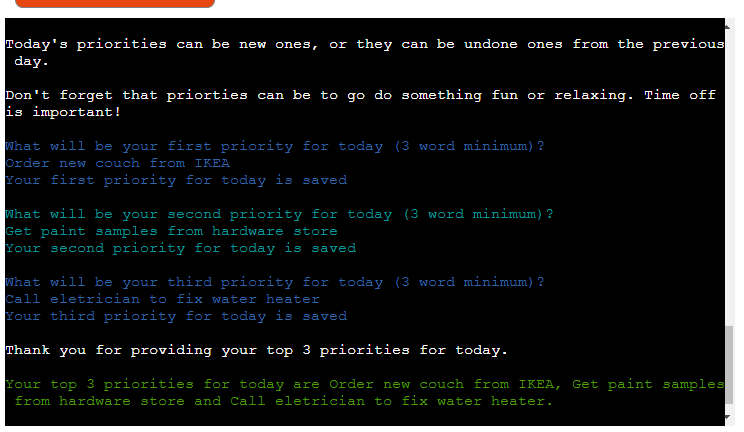 Today's priorities can be new ones, or they can be undone ones from the previous
day.
Don't forget that priorties can be to go do something fun or relaxing. Time off
is important!
What will be your first priority for today (3 word minimum)?
Order new couch from IKEA
Your first priority for today is saved
What will be your second priority for today (3 word minimum)?
Get paint samples from hardware store
Your second priority for today is saved
What will be your third priority for today (3 word minimum)?
Call eletrician to fix water heater
Your third priority for today is saved
Thank you for providing your top 3 priorities for today.
Your top 3 priorities for today are Order new couch from IKEA, Get paint samples
from hardware store and Call eletrician to fix water heater.